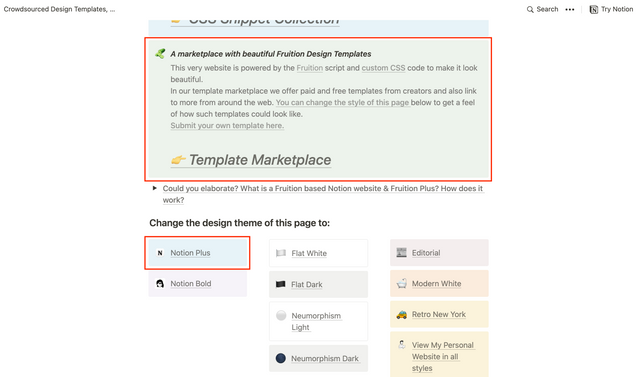 Crowdsourced Design Templates, ...
Search
Try Notion
CSS Snippet Collection
A marketplace with beautiful Fruition Design Templates
This very website is powered by the Fruition script and custom CSS code to make it look
beautiful.
In our template marketplace we offer paid and free templates from creators and also link
to more from around the web. You can change the style of this page below to get a feel
of how such templates could look like.
Submit your own template here.
Template Marketplace
Could you elaborate? What is a Fruition based Notion website & Fruition Plus? How does it
work?
Change the design theme of this page to:
Notion Plus
Notion Bold
Flat White
Flat Dark
Neumorphism
Light
Neumorphism Dark
Editorial
Modern White
Retro New York
View My Personal
Website in all
styles